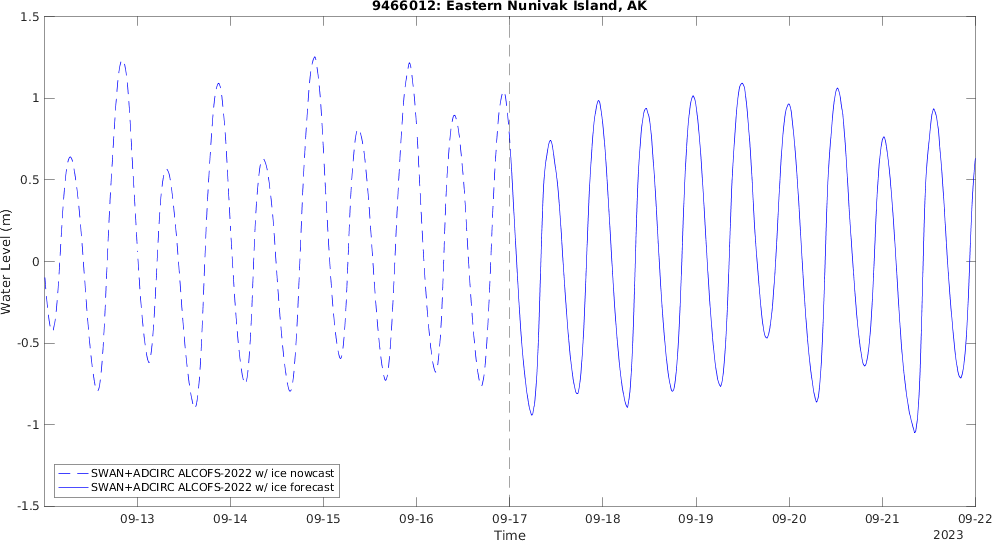 9466012: Eastern Nunivak Island, AK
1.5
1
0.5
0
-0.5
-1
-1.5
Water Level (m)
SWAN+ADCIRC ALCOFS-2022 w/ ice nowcast
SWAN+ADCIRC ALCOFS-2022 w/ ice forecast
09-13 09-14 09-15 09-16 09-17 09-18 09-19 09-20 09-21 09-22
Time
2023